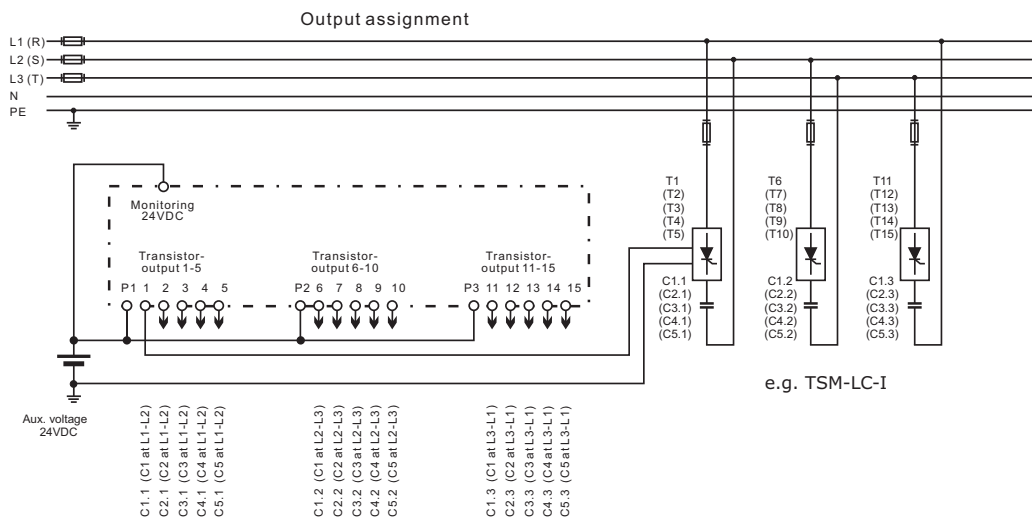 Output assignment
L1 (R)
L2 (S)
L3 (T)
N
PE
Monitoring
24VDC
Transistor-
output 1-5
Transistor-
output 6-10
Transistor-
output 11-15
P1 1 2 3 4 5
P2 6 7 8 9 10
P3 11 12 13 14 15
T1
(T2)
(T3)
(T4)
(T5)
T6
(T7)
(T8)
(T9)
(T10)
T11
(T12)
(T13)
(T14)
(T15)
C1.1
(C2.1)
(C3.1)
(C4.1)
(C5.1)
C1.2
(C2.2)
(C3.2)
(C4.2)
(C5.2)
C1.3
(C2.3)
(C3.3)
(C4.3)
(C5.3)
e.g. TSM-LC-I
Aux. voltage
24VDC
C1.1 (C1 at L1-L2)
C2.1 (C2 at L1-L2)
C3.1 (C3 at L1-L2)
C4.1 (C4 at L1-L2)
C5.1 (C5 at L1-L2)
C1.2 (C1 at L2-L3)
C2.2 (C2 at L2-L3)
C3.2 (C3 at L2-L3)
C4.2 (C4 at L2-L3)
C5.2 (C5 at L2-L3)
C1.3 (C1 at L3-L1)
C2.3 (C2 at L3-L1)
C3.3 (C3 at L3-L1)
C4.3 (C4 at L3-L1)
C5.3 (C5 at L3-L1)